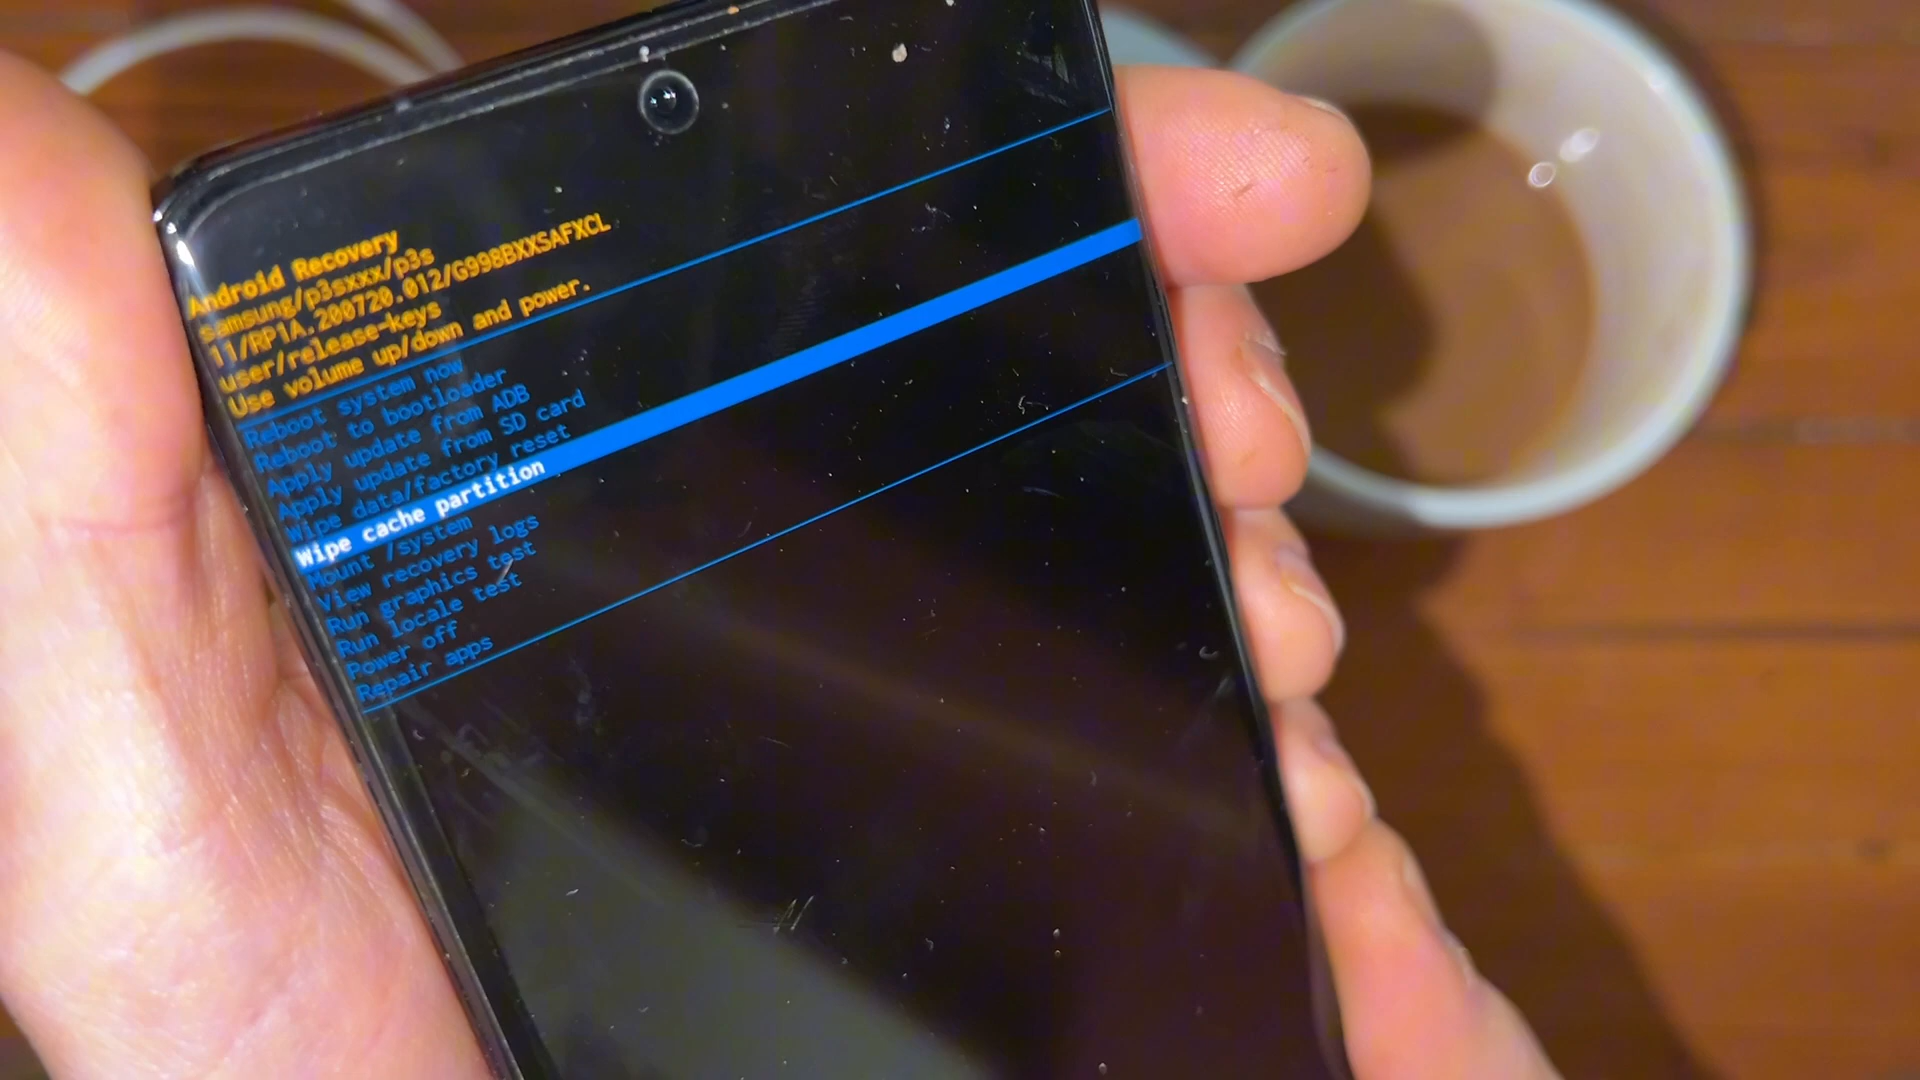 Android Recovery
samsung/p3sxxx/p3s
11/RP1A.200720.012/G998BXXSAFXCL
user/release-keys
Use volume up/down and power.
Reboot system now
Reboot to bootloader
Apply update from ADB
Apply update from SD card
Wipe data/factory reset
Wipe cache partition
Mount /system
View recovery logs
Run graphics test
Run locale test
Power off
Repair apps